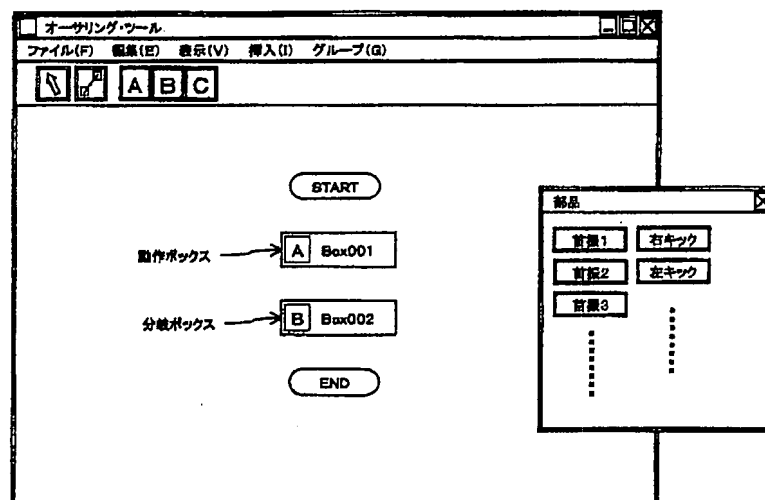 オーサリング・ツール
ファイル(F) 編集(E) 表示(V) 挿入(I) グループ(G)
A B C
START
部品
動作ボックス
A Box001
首振1 右キック
首振2 左キック
首振3
分岐ボックス
B Box002
END